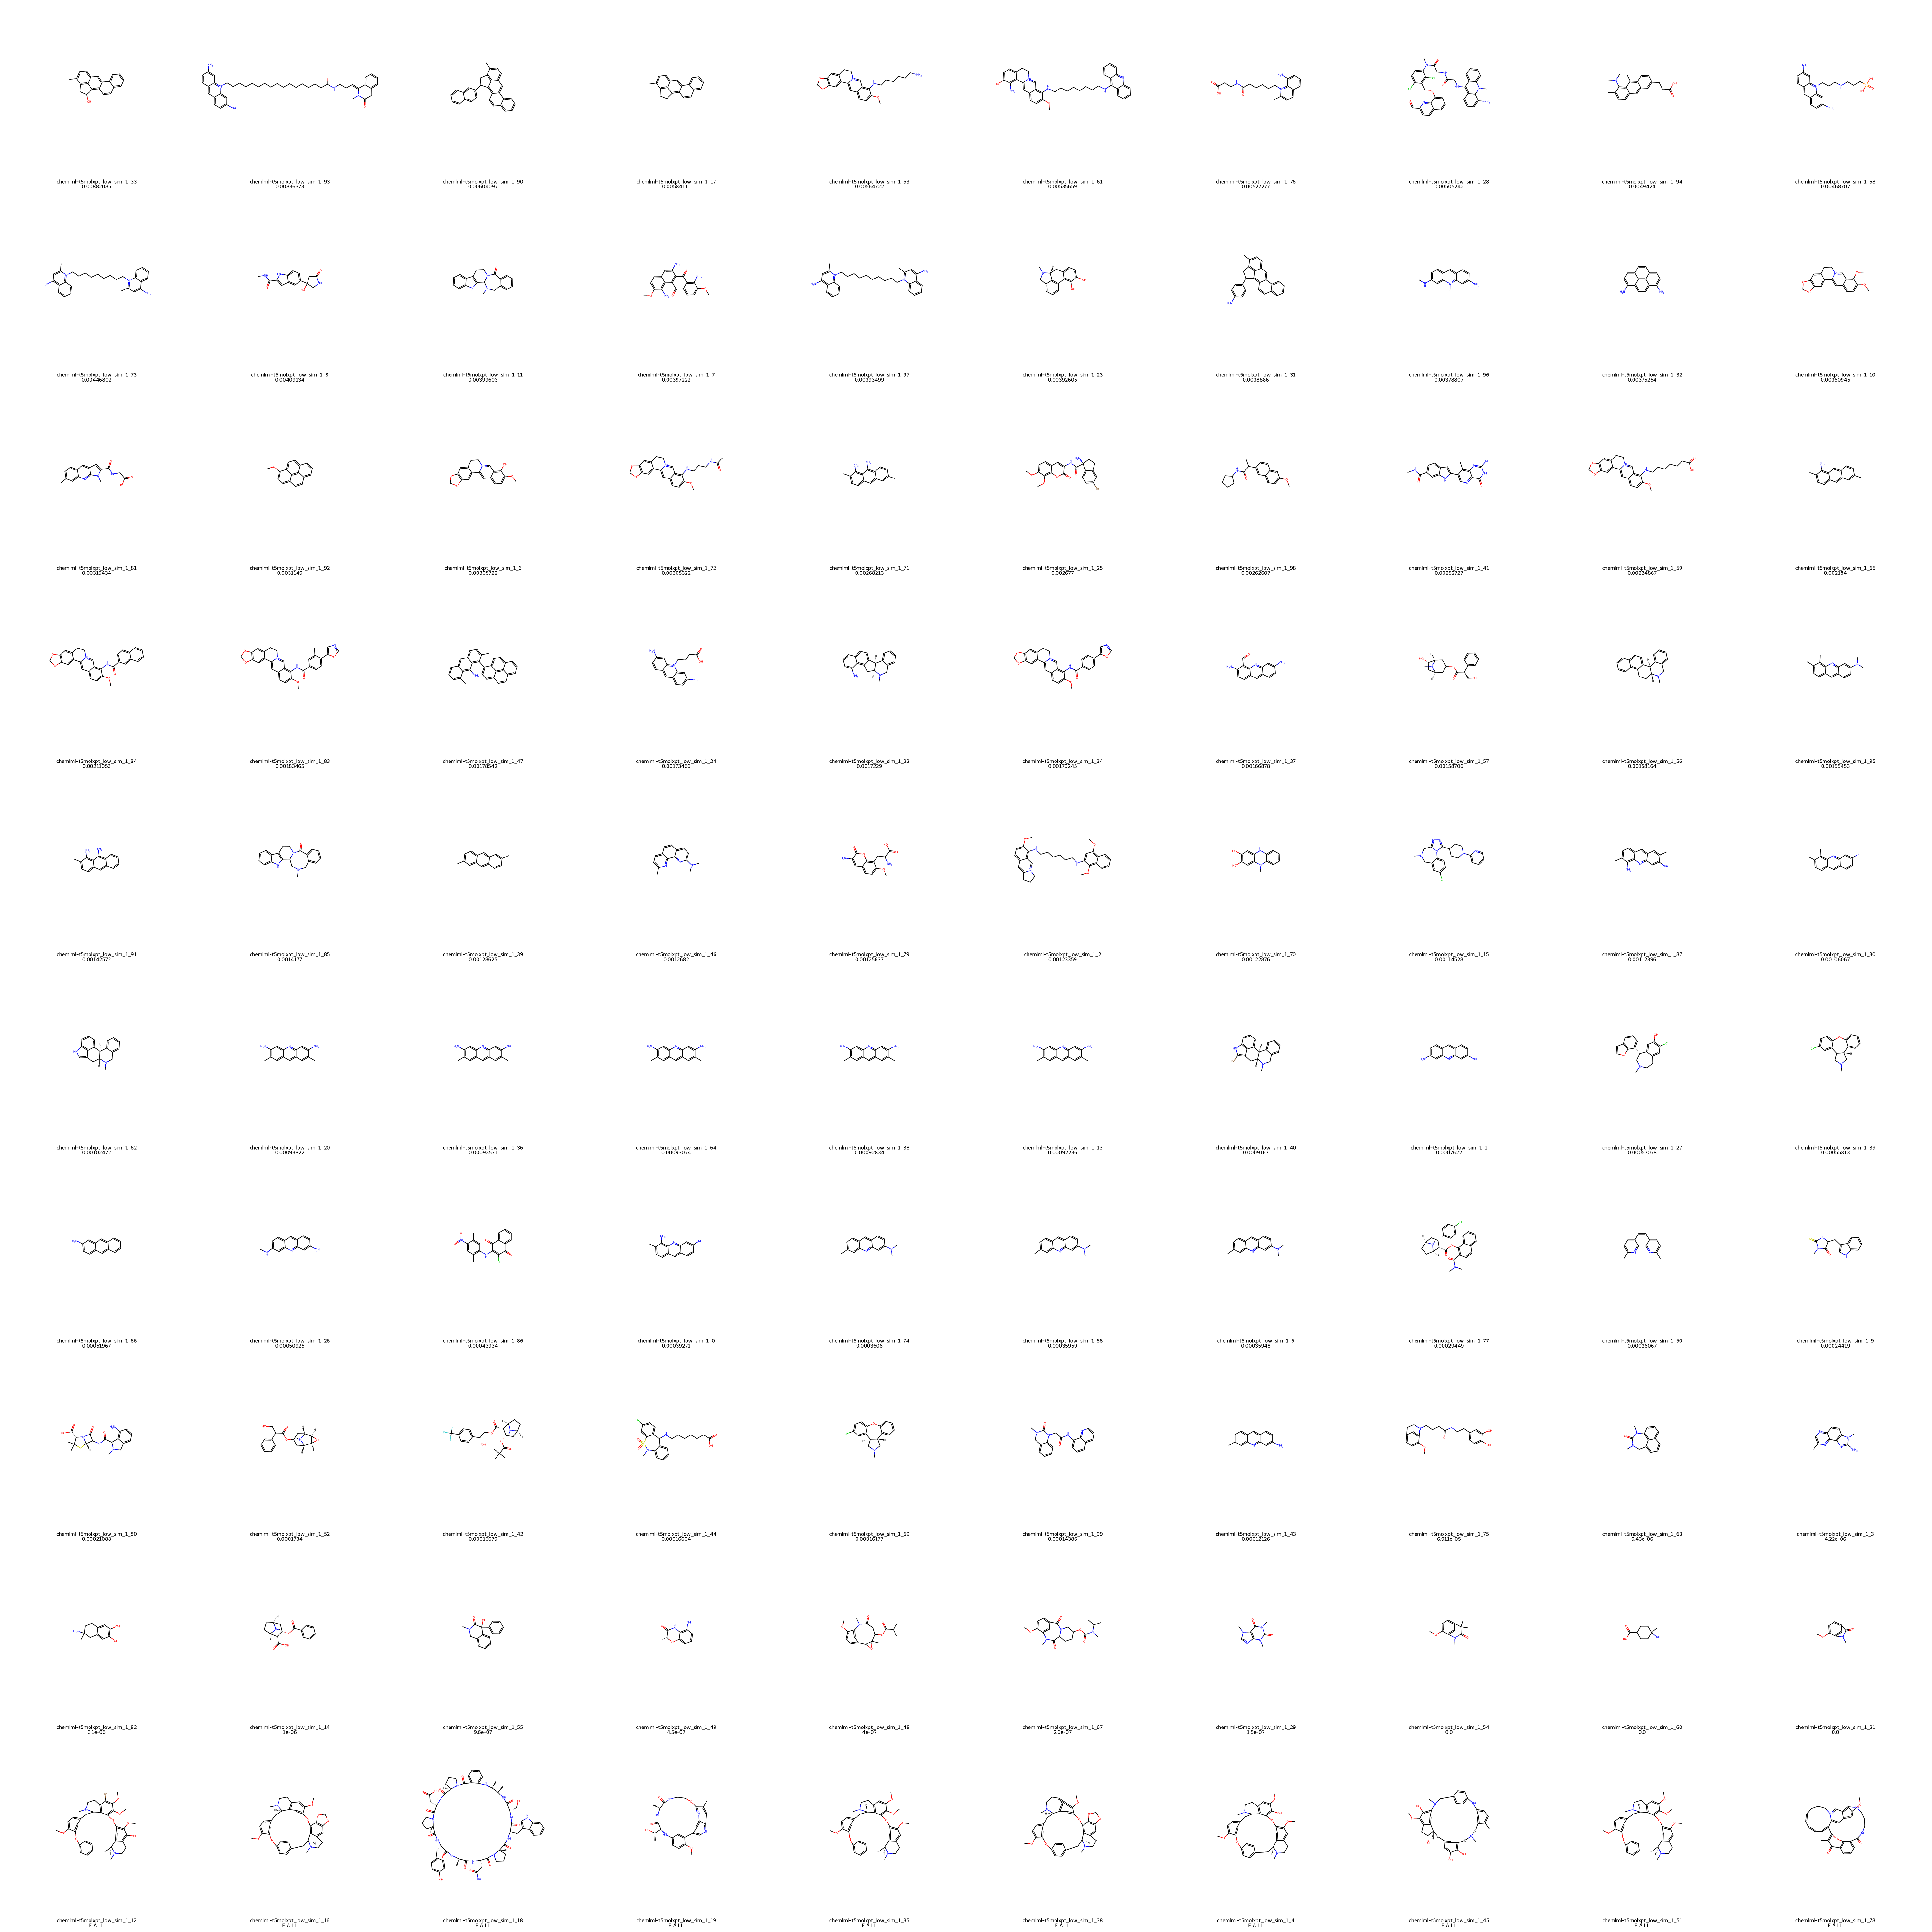 chemlml-t5molxpt_low_sim_1_33
0.00882085
chemlml-t5molxpt_low_sim_1_93
0.00836373
chemlml-t5molxpt_low_sim_1_90
0.00604097
chemlml-t5molxpt_low_sim_1_17
0.00584111
chemlml-t5molxpt_low_sim_1_53
0.00564722
chemlml-t5molxpt_low_sim_1_61
0.00535659
chemlml-t5molxpt_low_sim_1_76
0.00527277
chemlml-t5molxpt_low_sim_1_28
0.00505242
chemlml-t5molxpt_low_sim_1_94
0.0049424
chemlml-t5molxpt_low_sim_1_68
0.00468707
chemlml-t5molxpt_low_sim_1_73
0.00446802
chemlml-t5molxpt_low_sim_1_8
0.00409134
chemlml-t5molxpt_low_sim_1_11
0.00399603
chemlml-t5molxpt_low_sim_1_7
0.00397222
chemlml-t5molxpt_low_sim_1_97
0.00393499
chemlml-t5molxpt_low_sim_1_23
0.00392605
chemlml-t5molxpt_low_sim_1_31
0.0038886
chemlml-t5molxpt_low_sim_1_96
0.00378807
chemlml-t5molxpt_low_sim_1_32
0.00375254
chemlml-t5molxpt_low_sim_1_10
0.00360945
chemlml-t5molxpt_low_sim_1_81
0.00315434
chemlml-t5molxpt_low_sim_1_92
0.0031149
chemlml-t5molxpt_low_sim_1_6
0.00305722
chemlml-t5molxpt_low_sim_1_72
0.00305322
chemlml-t5molxpt_low_sim_1_71
0.00268213
chemlml-t5molxpt_low_sim_1_25
0.002677
chemlml-t5molxpt_low_sim_1_98
0.00262607
chemlml-t5molxpt_low_sim_1_41
0.00252727
chemlml-t5molxpt_low_sim_1_59
0.00224867
chemlml-t5molxpt_low_sim_1_65
0.002184
chemlml-t5molxpt_low_sim_1_84
0.00211053
chemlml-t5molxpt_low_sim_1_83
0.00183465
chemlml-t5molxpt_low_sim_1_47
0.00178542
chemlml-t5molxpt_low_sim_1_24
0.00173466
chemlml-t5molxpt_low_sim_1_22
0.0017229
chemlml-t5molxpt_low_sim_1_34
0.00170245
chemlml-t5molxpt_low_sim_1_37
0.00166878
chemlml-t5molxpt_low_sim_1_57
0.00158706
chemlml-t5molxpt_low_sim_1_56
0.00158164
chemlml-t5molxpt_low_sim_1_95
0.00155453
chemlml-t5molxpt_low_sim_1_91
0.00142572
chemlml-t5molxpt_low_sim_1_85
0.0014177
chemlml-t5molxpt_low_sim_1_39
0.00128625
chemlml-t5molxpt_low_sim_1_46
0.0012682
chemlml-t5molxpt_low_sim_1_79
0.00125637
chemlml-t5molxpt_low_sim_1_2
0.00123359
chemlml-t5molxpt_low_sim_1_70
0.00122876
chemlml-t5molxpt_low_sim_1_15
0.00114528
chemlml-t5molxpt_low_sim_1_87
0.00112396
chemlml-t5molxpt_low_sim_1_30
0.00106067
chemlml-t5molxpt_low_sim_1_62
0.00102472
chemlml-t5molxpt_low_sim_1_20
0.00093822
chemlml-t5molxpt_low_sim_1_36
0.00093571
chemlml-t5molxpt_low_sim_1_64
0.00093074
chemlml-t5molxpt_low_sim_1_88
0.00092834
chemlml-t5molxpt_low_sim_1_13
0.00092236
chemlml-t5molxpt_low_sim_1_40
0.0009167
chemlml-t5molxpt_low_sim_1_1
0.0007622
chemlml-t5molxpt_low_sim_1_27
0.00057078
chemlml-t5molxpt_low_sim_1_89
0.00055813
chemlml-t5molxpt_low_sim_1_66
0.00051967
chemlml-t5molxpt_low_sim_1_26
0.00050925
chemlml-t5molxpt_low_sim_1_86
0.00043934
chemlml-t5molxpt_low_sim_1_0
0.00039271
chemlml-t5molxpt_low_sim_1_74
0.0003606
chemlml-t5molxpt_low_sim_1_58
0.00035959
chemlml-t5molxpt_low_sim_1_5
0.00035948
chemlml-t5molxpt_low_sim_1_77
0.00029449
chemlml-t5molxpt_low_sim_1_50
0.00026067
chemlml-t5molxpt_low_sim_1_9
0.00024419
chemlml-t5molxpt_low_sim_1_80
0.00021088
chemlml-t5molxpt_low_sim_1_52
0.0001734
chemlml-t5molxpt_low_sim_1_42
0.00016679
chemlml-t5molxpt_low_sim_1_44
0.00016604
chemlml-t5molxpt_low_sim_1_69
0.00016177
chemlml-t5molxpt_low_sim_1_99
0.00014386
chemlml-t5molxpt_low_sim_1_43
0.00012126
chemlml-t5molxpt_low_sim_1_75
6.911e-05
chemlml-t5molxpt_low_sim_1_63
9.43e-06
chemlml-t5molxpt_low_sim_1_3
4.22e-06
chemlml-t5molxpt_low_sim_1_82
3.1e-06
chemlml-t5molxpt_low_sim_1_14
1e-06
chemlml-t5molxpt_low_sim_1_55
9.6e-07
chemlml-t5molxpt_low_sim_1_49
4.5e-07
chemlml-t5molxpt_low_sim_1_48
4e-07
chemlml-t5molxpt_low_sim_1_67
2.6e-07
chemlml-t5molxpt_low_sim_1_29
1.5e-07
chemlml-t5molxpt_low_sim_1_54
0.0
chemlml-t5molxpt_low_sim_1_60
0.0
chemlml-t5molxpt_low_sim_1_21
0.0
chemlml-t5molxpt_low_sim_1_12
F A I L
chemlml-t5molxpt_low_sim_1_16
F A I L
chemlml-t5molxpt_low_sim_1_18
F A I L
chemlml-t5molxpt_low_sim_1_19
F A I L
chemlml-t5molxpt_low_sim_1_35
F A I L
chemlml-t5molxpt_low_sim_1_38
F A I L
chemlml-t5molxpt_low_sim_1_4
F A I L
chemlml-t5molxpt_low_sim_1_45
F A I L
chemlml-t5molxpt_low_sim_1_51
F A I L
chemlml-t5molxpt_low_sim_1_78
F A I L